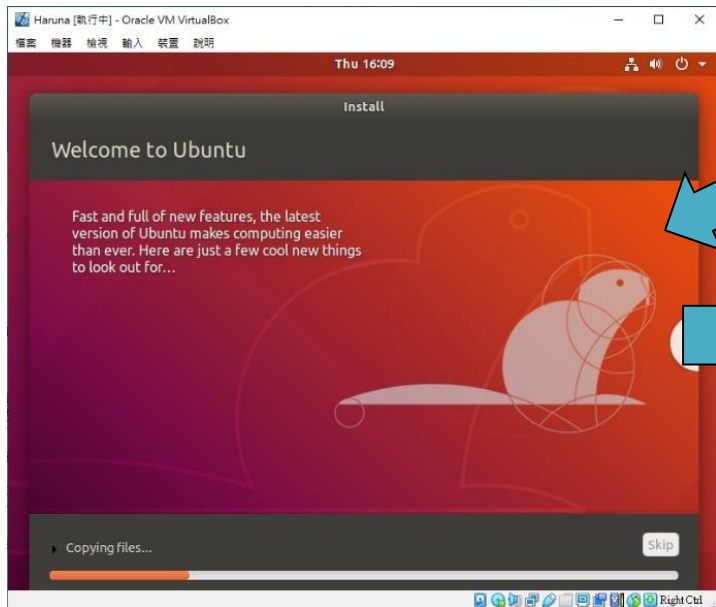 Haruna [執行中] - Oracle VM VirtualBox
檔案 機器 檢視 輸入 裝置 說明
Thu 16:09
Install
Welcome to Ubuntu
Fast and full of new features, the latest
version of Ubuntu makes computing easier
than ever. Here are just a few cool new things
to look out for...
Copying files...
Skip
Right Ctrl